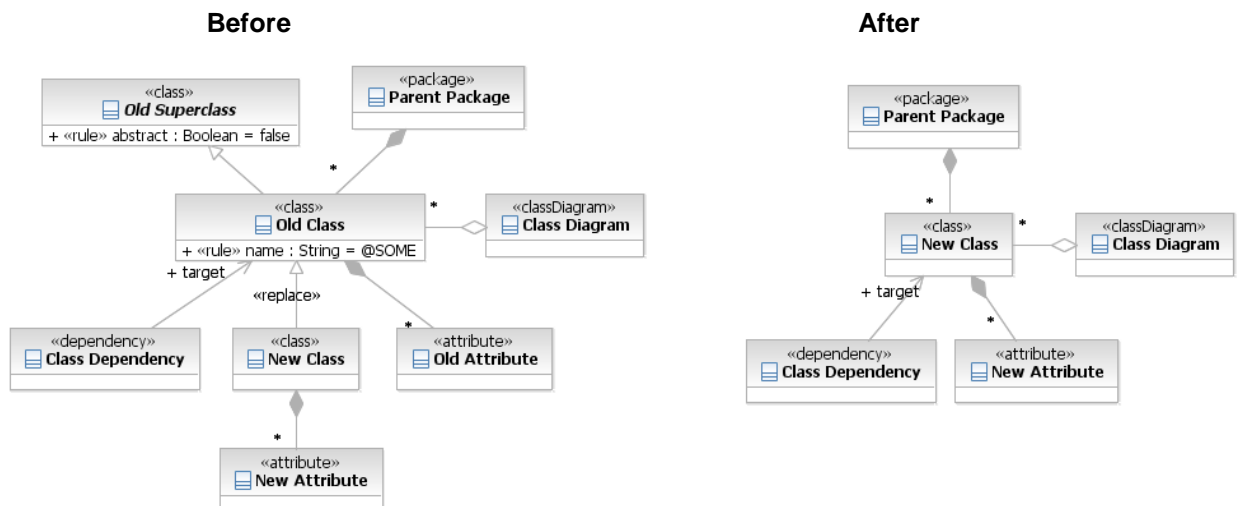 Before
«class»
Old Superclass
+ «rule» abstract : Boolean = false
«package»
Parent Package
*
«class»
Old Class
+ «rule» name : String = @SOME
*
«classDiagram»
Class Diagram
+ target
«replace»
*
«dependency»
Class Dependency
«class»
New Class
«attribute»
Old Attribute
*
«attribute»
New Attribute
After
«package»
Parent Package
*
«class»
New Class
*
«classDiagram»
Class Diagram
+ target
*
«dependency»
Class Dependency
«attribute»
New Attribute